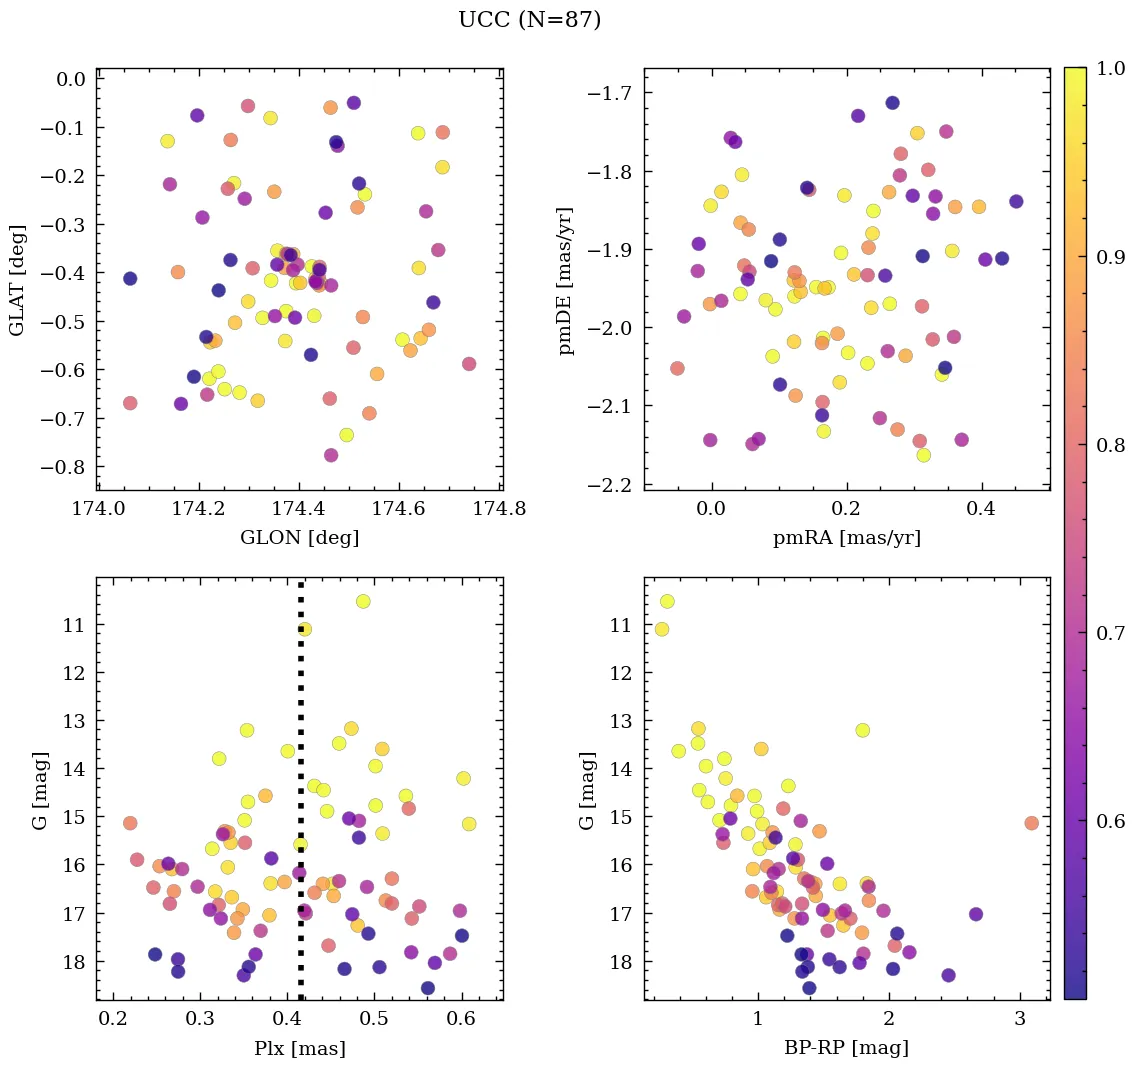 UCC (N=87)
0.0
−0.1
−0.2
−0.3
−0.4
−0.5
−0.6
−0.7
−0.8
GLAT [deg]
174.0 174.2 174.4 174.6 174.8
GLON [deg]
−1.7
−1.8
−1.9
−2.0
−2.1
−2.2
pmDE [mas/yr]
0.0 0.2 0.4
pmRA [mas/yr]
1.0
0.9
0.8
0.7
0.6
11
12
13
14
15
16
17
18
G [mag]
0.2 0.3 0.4 0.5 0.6
Plx [mas]
11
12
13
14
15
16
17
18
G [mag]
1 2 3
BP-RP [mag]